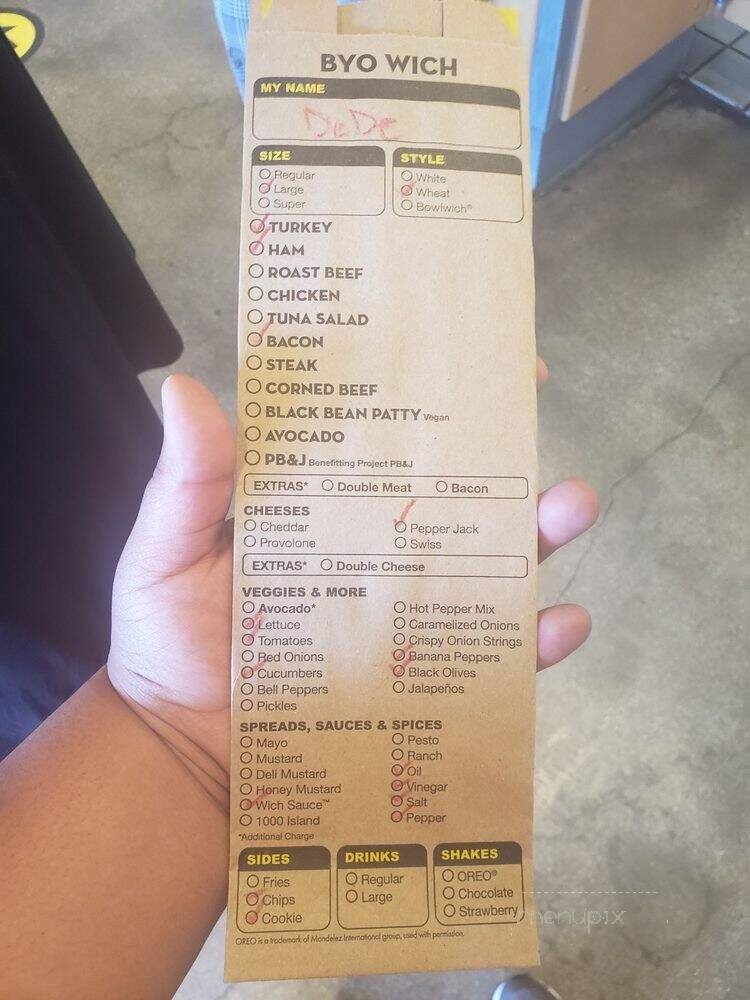 BYO WICH
MY NAME
DeDe
SIZE
Regular
Large
Super
STYLE
White
Wheat
Bowlwich®
TURKEY
HAM
ROAST BEEF
CHICKEN
TUNA SALAD
BACON
STEAK
CORNED BEEF
BLACK BEAN PATTY Vegan
AVOCADO
PB&J Benefitting Project PB&J
EXTRAS* Double Meat Bacon
CHEESES
Cheddar
Provolone
Pepper Jack
Swiss
EXTRAS* Double Cheese
VEGGIES & MORE
Avocado*
Lettuce
Tomatoes
Red Onions
Cucumbers
Bell Peppers
Pickles
Hot Pepper Mix
Caramelized Onions
Crispy Onion Strings
Banana Peppers
Black Olives
Jalapeños
SPREADS, SAUCES & SPICES
Mayo
Mustard
Deli Mustard
Honey Mustard
Wich Sauce™
1000 Island
Pesto
Ranch
Oil
Vinegar
Salt
Pepper
*Additional Charge
SIDES
Fries
Chips
Cookie
DRINKS
Regular
Large
SHAKES
OREO®
Chocolate
Strawberry
OREO is a trademark of Mondelez International group, used with permission.
menupix